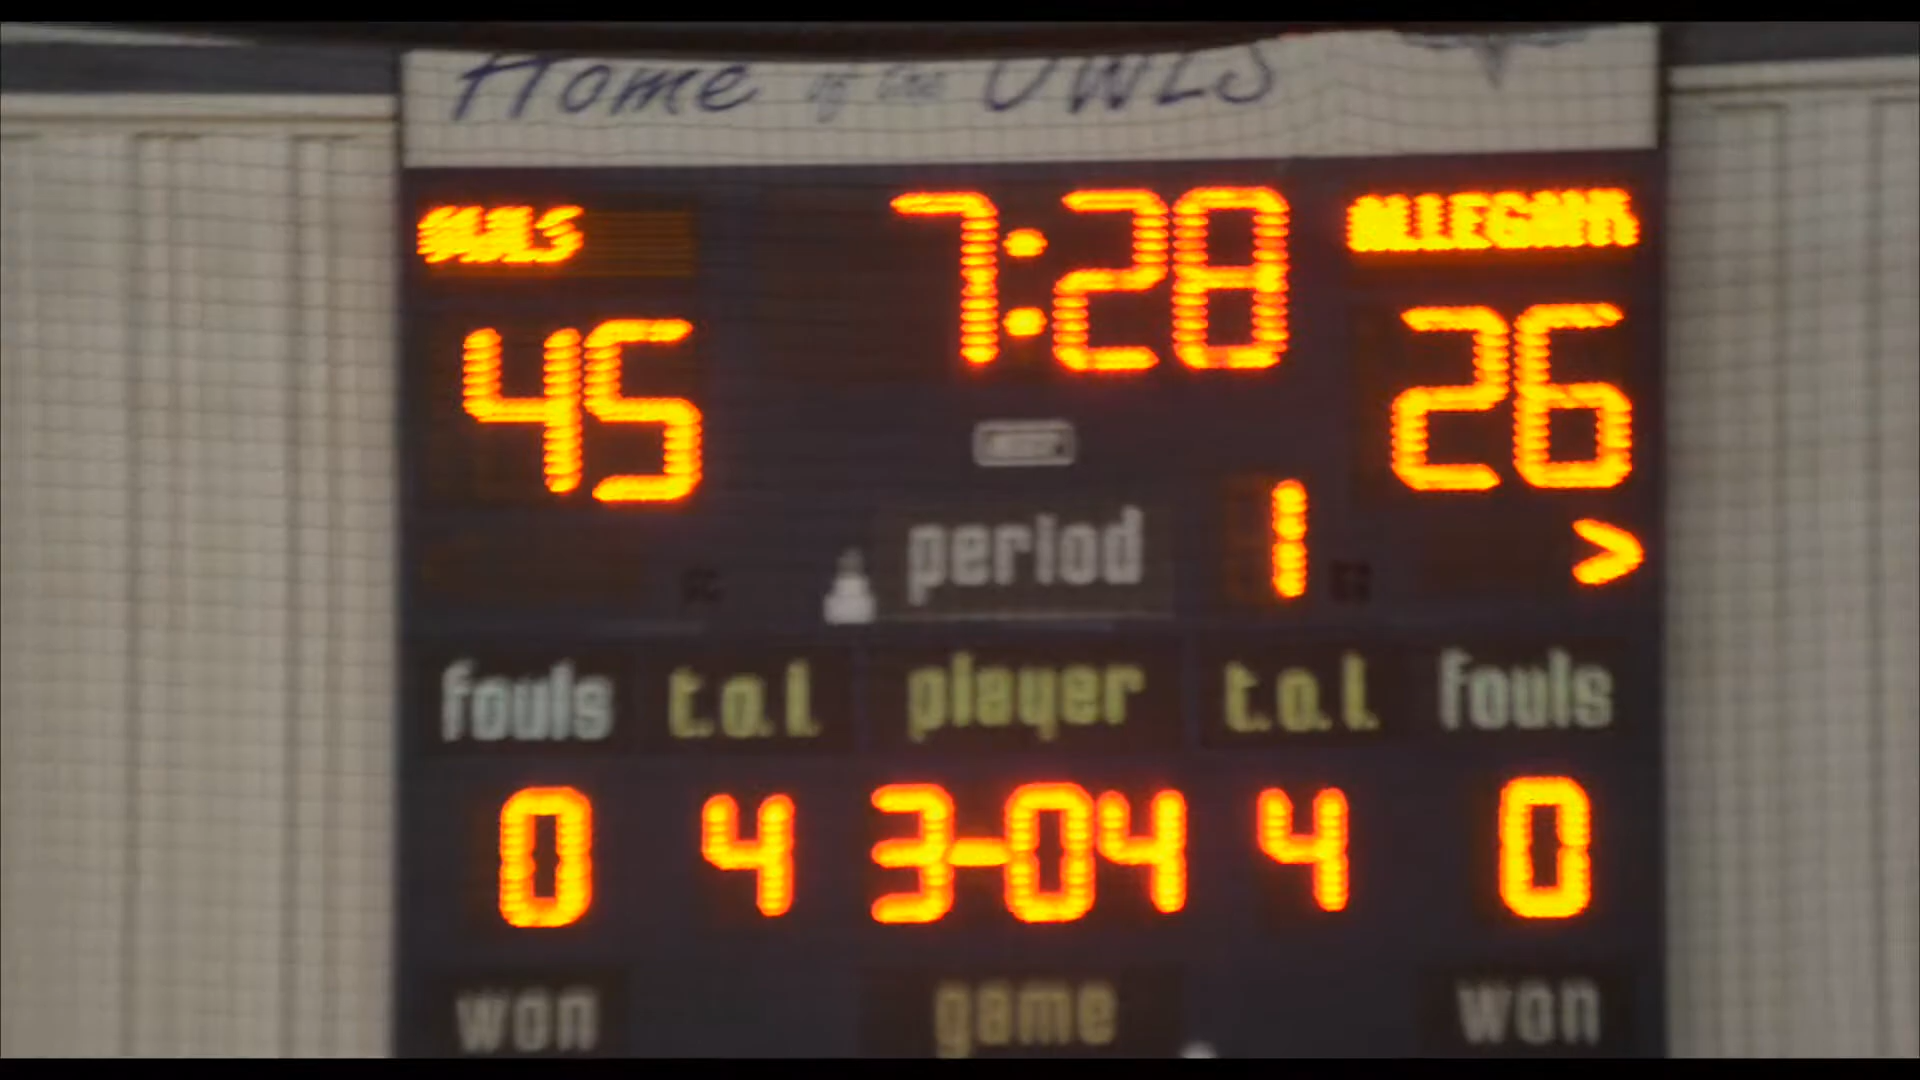 Home of the OWLS
OWLS 7:28 ALLEGANY
45 26
period 1 >
fouls t.o.l. player t.o.l. fouls
0 4 3-04 4 0
won game won